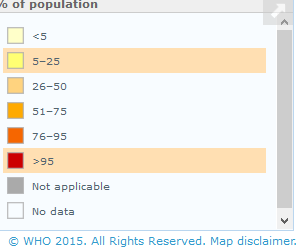 % of population
<5
5–25
26–50
51–75
76–95
>95
Not applicable
No data
© WHO 2015. All Rights Reserved. Map disclaimer.